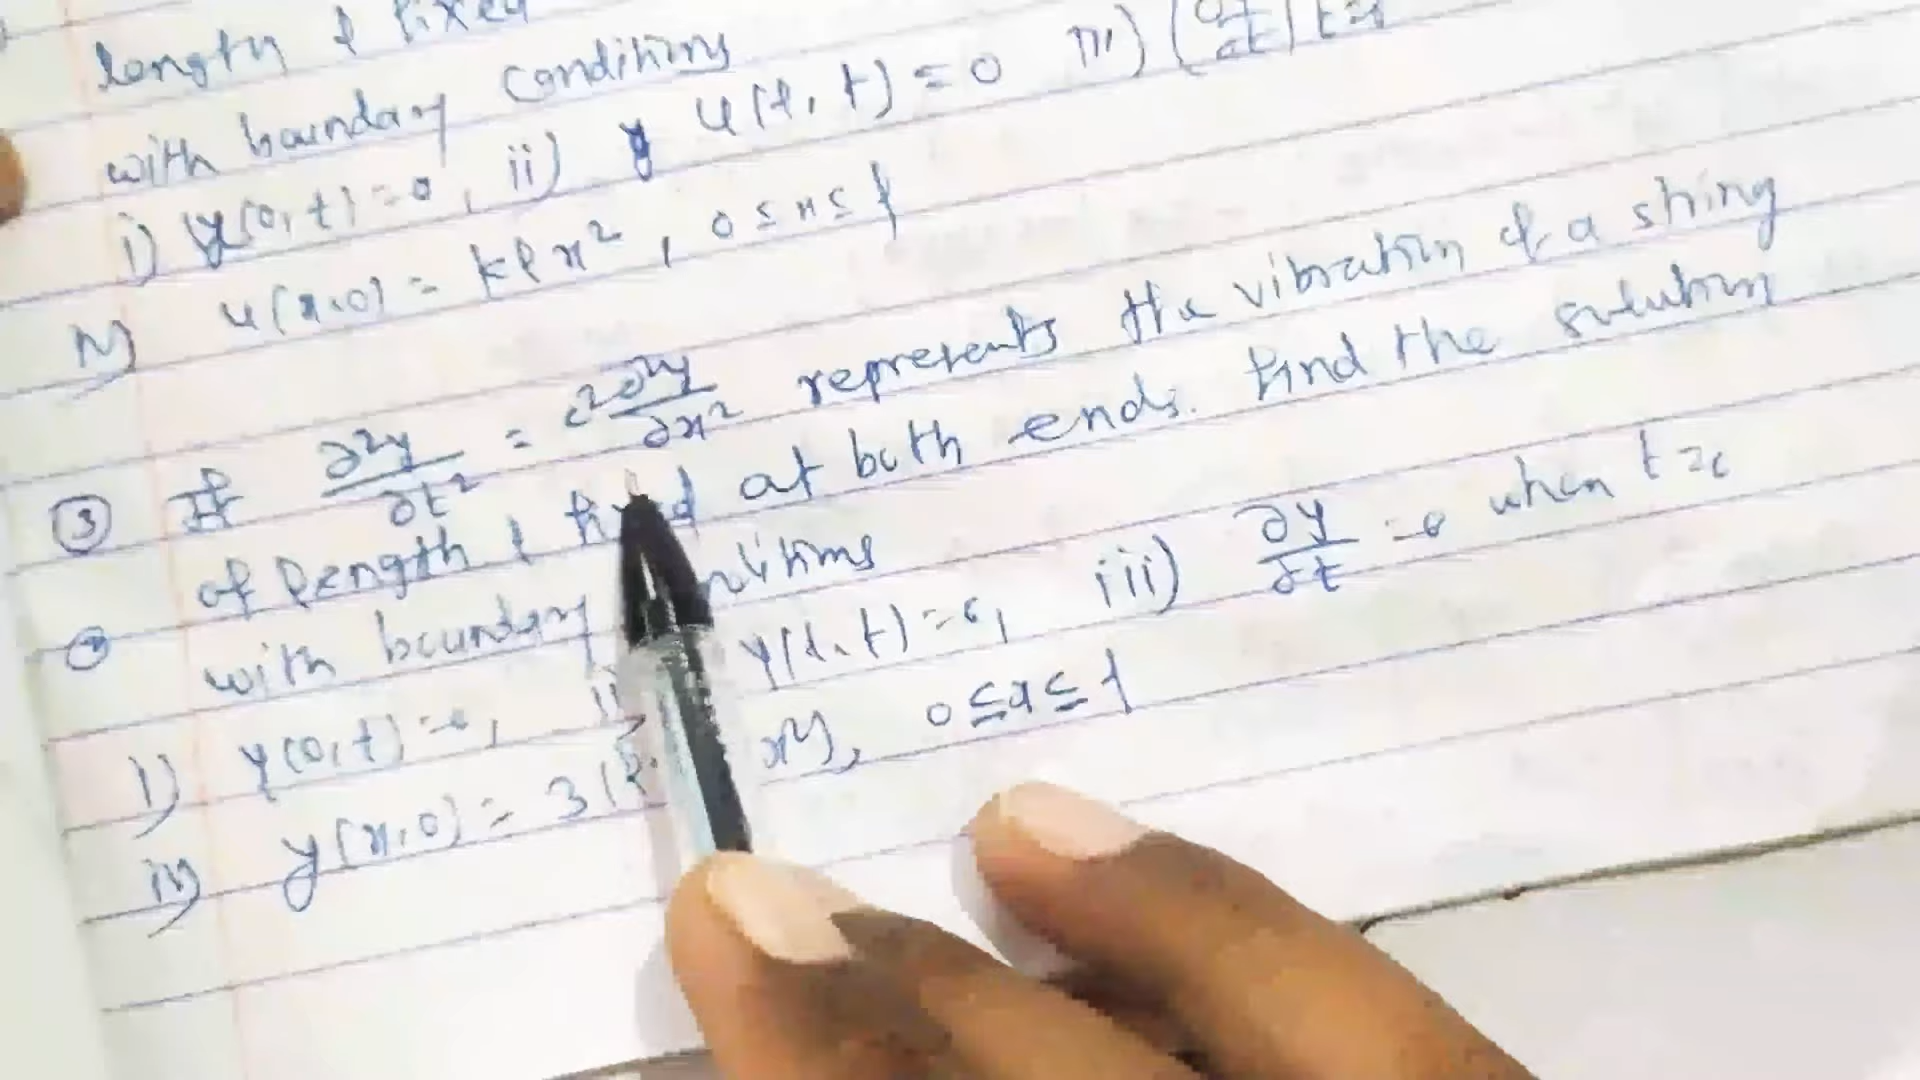 length l fixed
with boundary conditions
i) y(0,t)=0, ii) u(l,t)=0 iii)
iv) u(x,0) = klx², 0≤x≤l
③ If ∂²y/∂t² = c²∂²y/∂x² represents the vibration of a string
of length l at both ends. Find the solution
with boundary
i) y(0,t)=0, ii) y(l,t)=0, iii) ∂y/∂t =0 when t=0
iv) y(x,0) = 3(l x²), 0≤x≤l